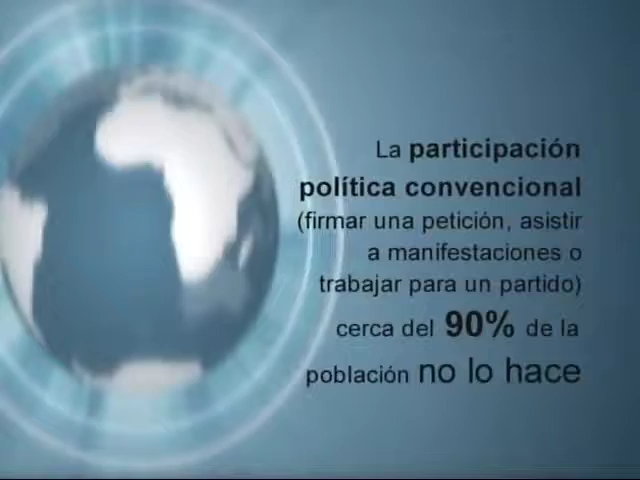 La participación
política convencional
(firmar una petición, asistir
a manifestaciones o
trabajar para un partido)
cerca del 90% de la
población no lo hace